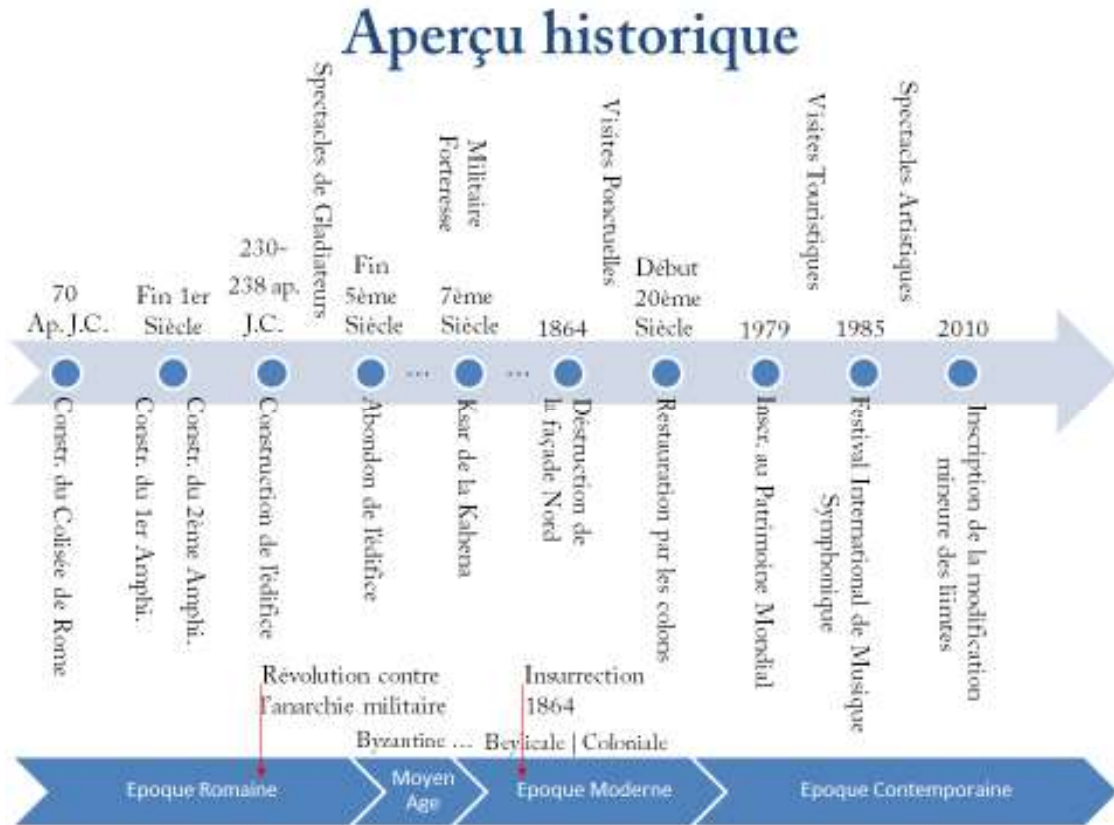 Aperçu historique
Spectacles de Gladiateurs
Militaire
Forteresse
Visites Ponctuelles
Visites Touristiques
Spectacles Artistiques
70
Ap. J.C.
Fin 1er
Siècle
230-
238 ap.
J.C.
Fin
5ème
Siècle
7ème
Siècle
1864
Début
20ème
Siècle
1979
1985
2010
...
...
Constr. du Colisée de Rome
Constr. du 2ème Amphi.
Constr. du 1er Amphi.
Construction de l'édifice
Abondon de l'édifice
Ksar de la Kahena
Déstruction de
la façade Nord
Restauration par les colons
Inscr. au Patrimoine Mondial
Festival International de Musique
Symphonique
Inscription de la modification
mineure des liimtes
Révolution contre
l'anarchie militaire
Insurrection
1864
Byzantine ...
Beylicale | Coloniale
Epoque Romaine
Moyen
Age
Epoque Moderne
Epoque Contemporaine